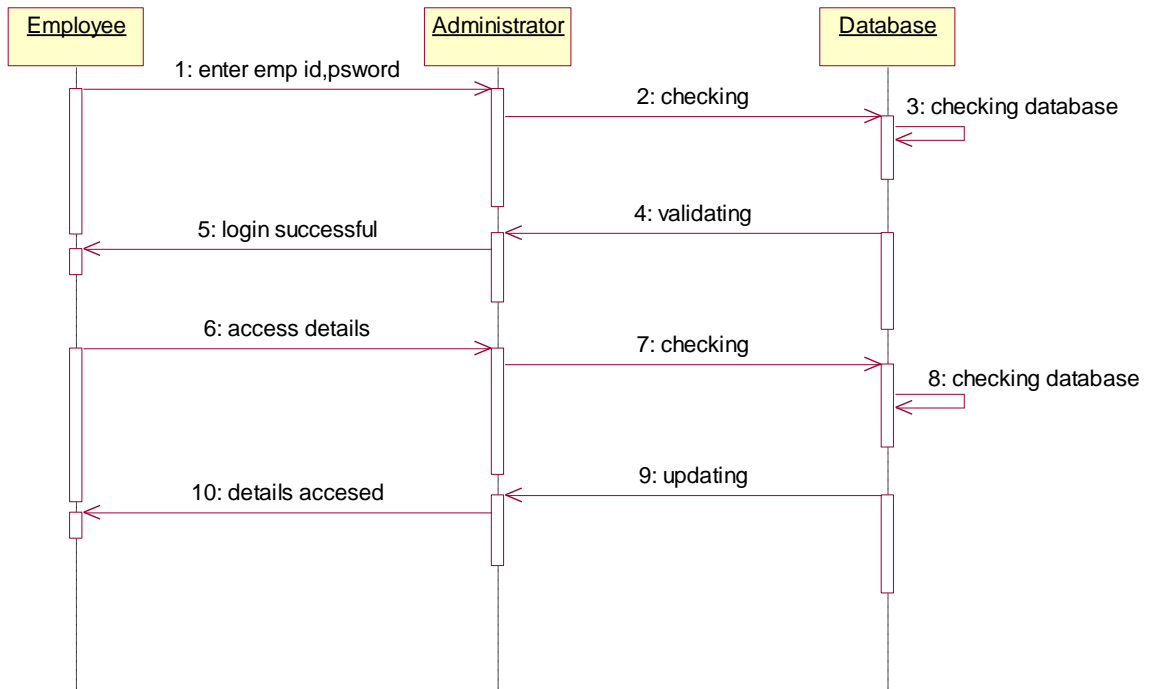 Employee
Administrator
Database
1: enter emp id,psword
2: checking
3: checking database
4: validating
5: login successful
6: access details
7: checking
8: checking database
9: updating
10: details accesed